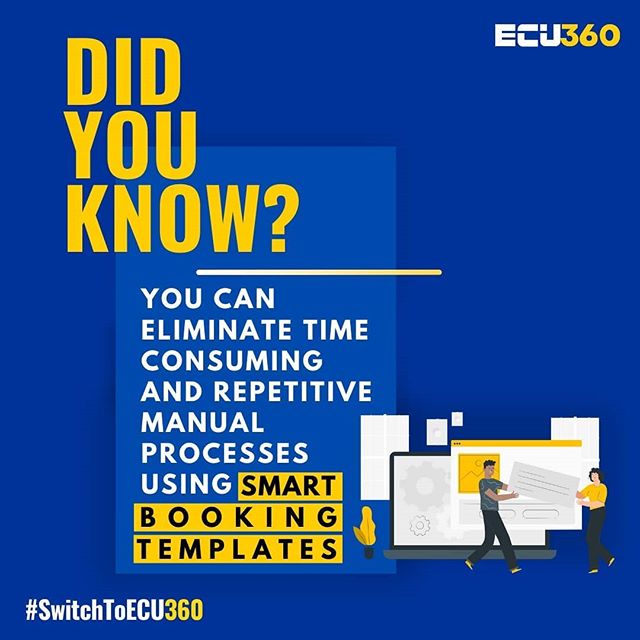 ECU360
DID
YOU
KNOW?
YOU CAN
ELIMINATE TIME
CONSUMING
AND REPETITIVE
MANUAL
PROCESSES
USING SMART
BOOKING
TEMPLATES
#SwitchToECU360